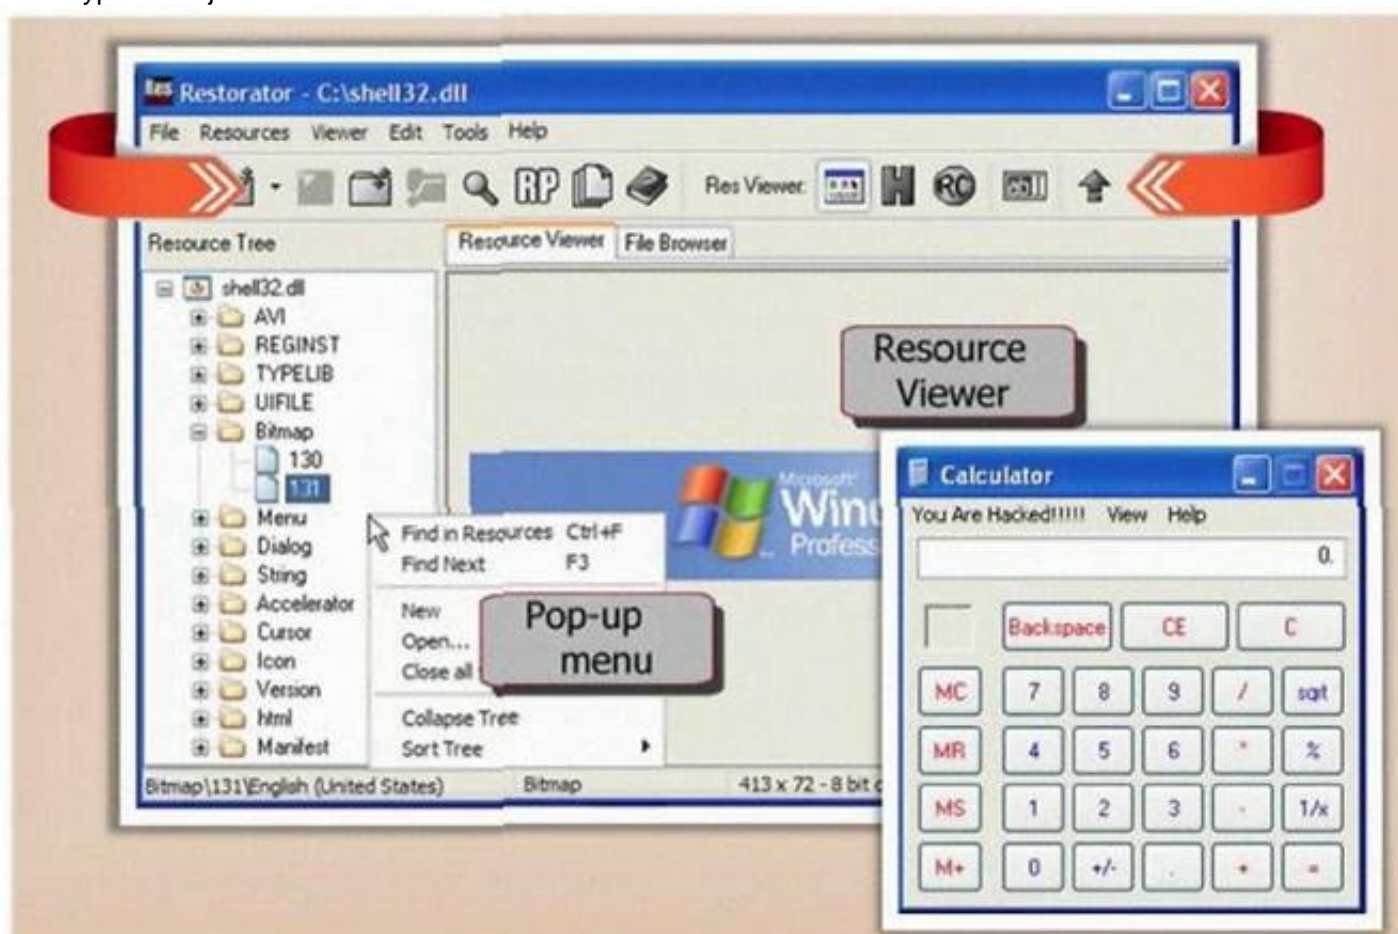 Restorator - C:\shell32.dll
File Resources Viewer Edit Tools Help
RP Res Viewer: H RC
Resource Tree
Resource Viewer File Browser
shell32.dll
AVI
REGINST
TYPELIB
UIFILE
Bitmap
130
131
Menu
Dialog
String
Accelerator
Cursor
Icon
Version
html
Manifest
Bitmap\131\English (United States) Bitmap 413 x 72 - 8 bit
Find in Resources Ctrl+F
Find Next F3
New
Open...
Close all
Collapse Tree
Sort Tree
Pop-up
menu
Resource
Viewer
Microsoft
Calculator
You Are Hacked!!!!! View Help
0.
Backspace CE C
MC 7 8 9 / sqrt
MR 4 5 6 * %
MS 1 2 3 - 1/x
M+ 0 +/- . + =